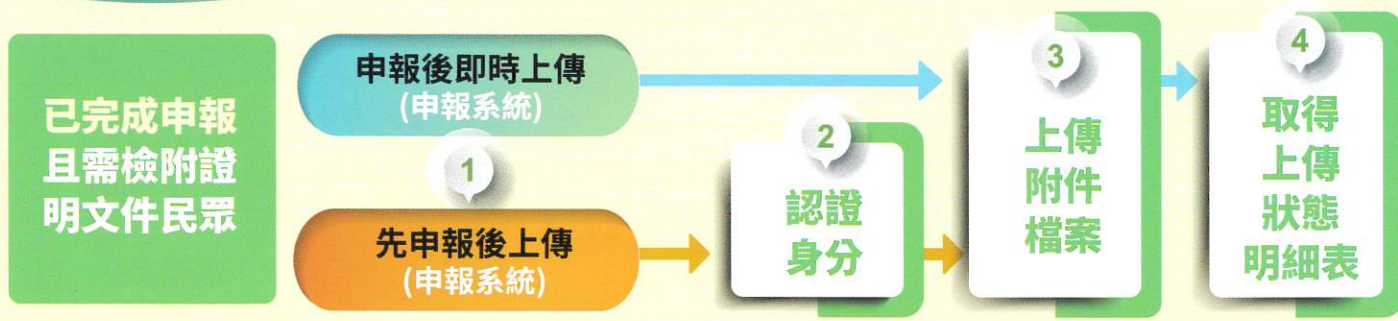 已完成申報
且需檢附證
明文件民眾
申報後即時上傳
(申報系統)
1
先申報後上傳
(申報系統)
2
認證
身分
3
上傳
附件
檔案
4
取得
上傳
狀態
明細表